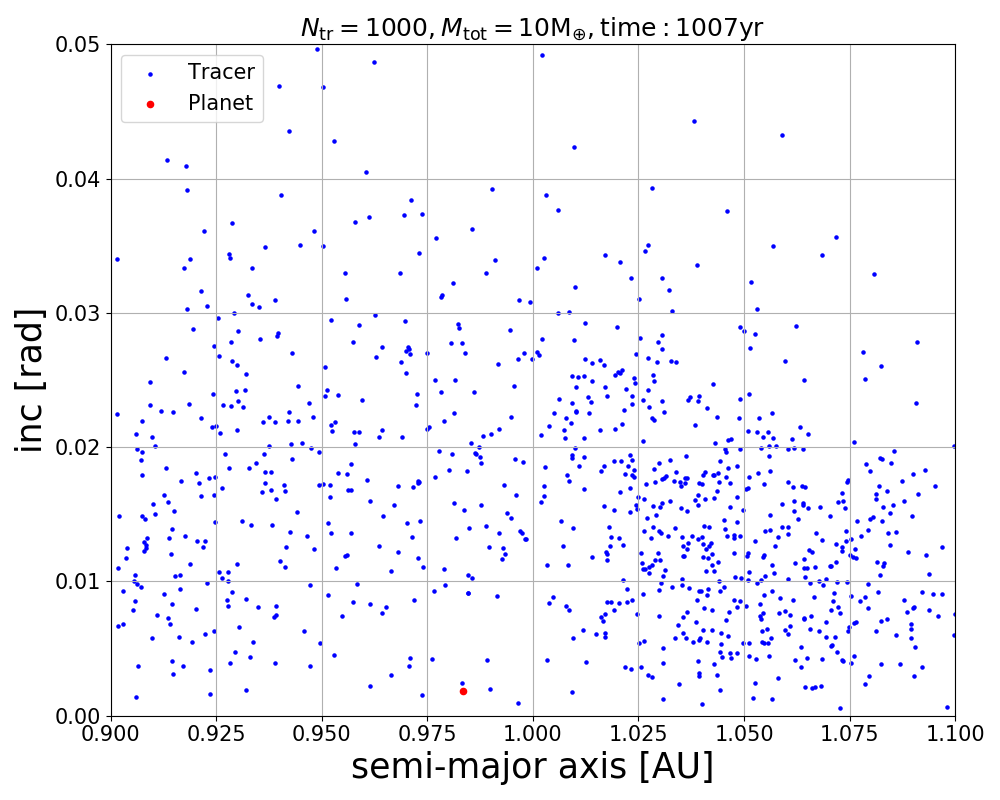 N_tr = 1000, M_tot = 10M_⊕, time : 1007yr
Tracer
Planet
0.05
0.04
0.03
0.02
0.01
0.00
inc [rad]
0.900 0.925 0.950 0.975 1.000 1.025 1.050 1.075 1.100
semi-major axis [AU]